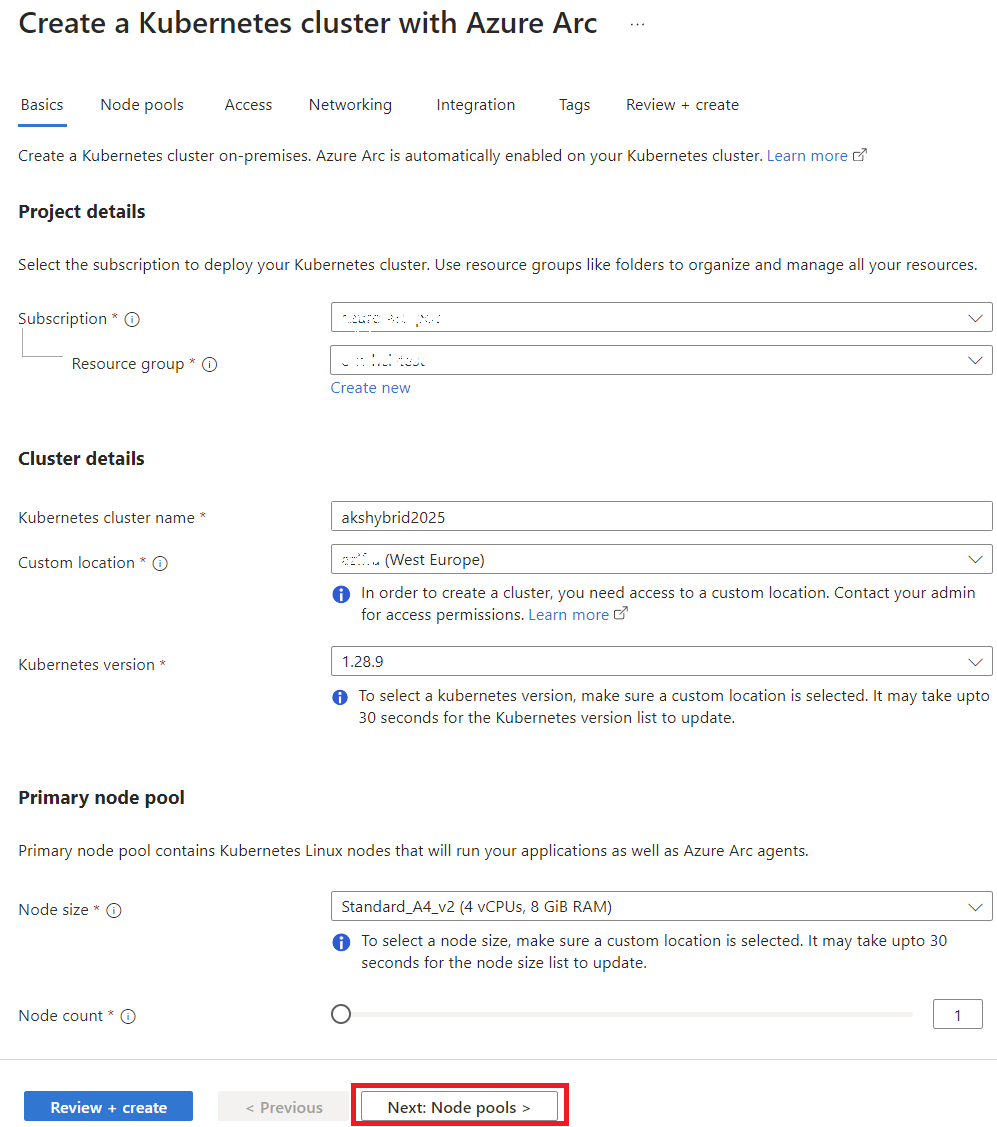 Create a Kubernetes cluster with Azure Arc ...
Basics Node pools Access Networking Integration Tags Review + create
Create a Kubernetes cluster on-premises. Azure Arc is automatically enabled on your Kubernetes cluster. Learn more
Project details
Select the subscription to deploy your Kubernetes cluster. Use resource groups like folders to organize and manage all your resources.
Subscription *
Resource group *
Create new
Cluster details
Kubernetes cluster name * akshybrid2025
Custom location * (West Europe)
In order to create a cluster, you need access to a custom location. Contact your admin
for access permissions. Learn more
Kubernetes version * 1.28.9
To select a kubernetes version, make sure a custom location is selected. It may take upto
30 seconds for the Kubernetes version list to update.
Primary node pool
Primary node pool contains Kubernetes Linux nodes that will run your applications as well as Azure Arc agents.
Node size * Standard_A4_v2 (4 vCPUs, 8 GiB RAM)
To select a node size, make sure a custom location is selected. It may take upto 30
seconds for the node size list to update.
Node count * 1
Review + create < Previous Next: Node pools >